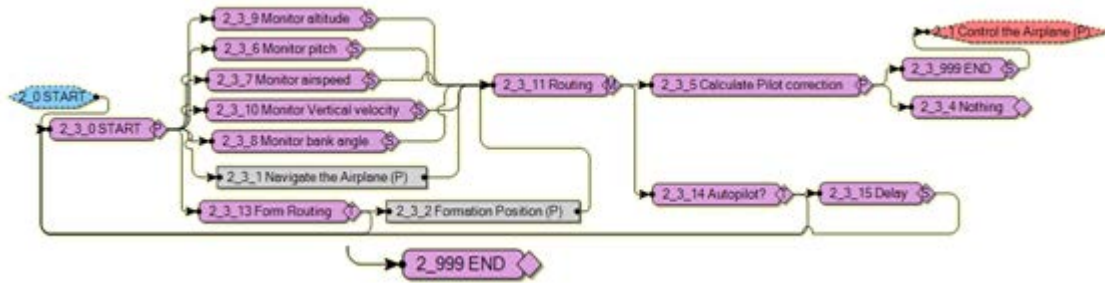 2_3_9 Monitor altitude S
2_1 Control the Airplane (P)
2_3_6 Monitor pitch S
2_3_999 END S
2_3_7 Monitor airspeed S
2_3_11 Routing M
2_3_5 Calculate Pilot correction P
2_0 START
2_3_10 Monitor Vertical velocity S
2_3_4 Nothing
2_3_0 START P
2_3_8 Monitor bank angle S
2_3_1 Navigate the Airplane (P)
2_3_14 Autopilot? T
2_3_15 Delay S
2_3_13 Form Routing T
2_3_2 Formation Position (P)
2_999 END